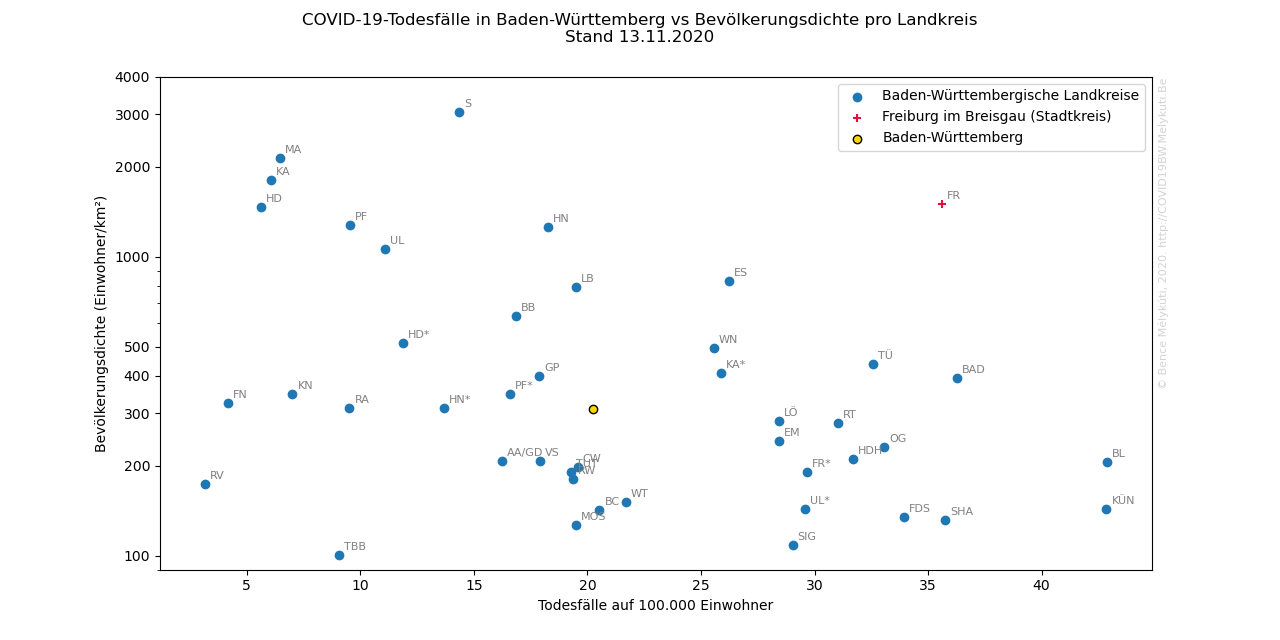 COVID-19-Todesfälle in Baden-Württemberg vs Bevölkerungsdichte pro Landkreis
Stand 13.11.2020
4000
3000
2000
1000
500
400
300
200
100
Bevölkerungsdichte (Einwohner/km²)
Baden-Württembergische Landkreise
Freiburg im Breisgau (Stadtkreis)
Baden-Württemberg
S
MA
KA
HD
FR
PF
HN
UL
ES
LB
BB
HD*
WN
TÜ
KA*
GP
BAD
PF*
KN
FN
RA
HN*
LÖ
RT
EM
OG
HDH
AA/GD
VS
CW
TUT
RW
FR*
BL
RV
WT
BC
UL*
KÜN
MOS
FDS
SHA
SIG
TBB
5
10
15
20
25
30
35
40
Todesfälle auf 100.000 Einwohner
© Bence Mélykúti, 2020. http://COVID19BW.Melykuti.Be